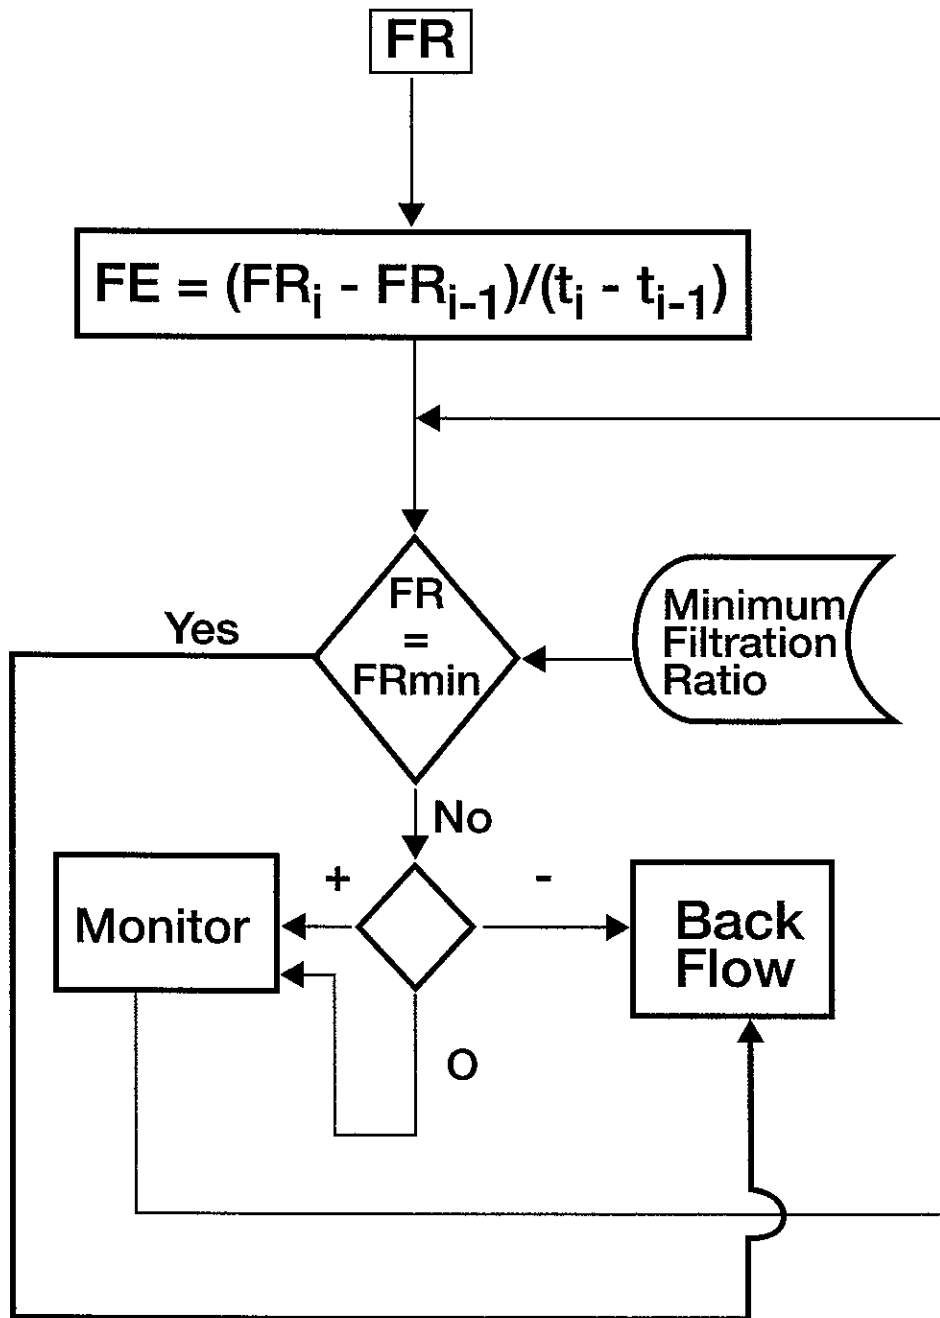 FR
FE = (FRi - FRi-1)/(ti - ti-1)
FR
=
FRmin
Yes
Minimum
Filtration
Ratio
No
+
-
Monitor
Back
Flow
O